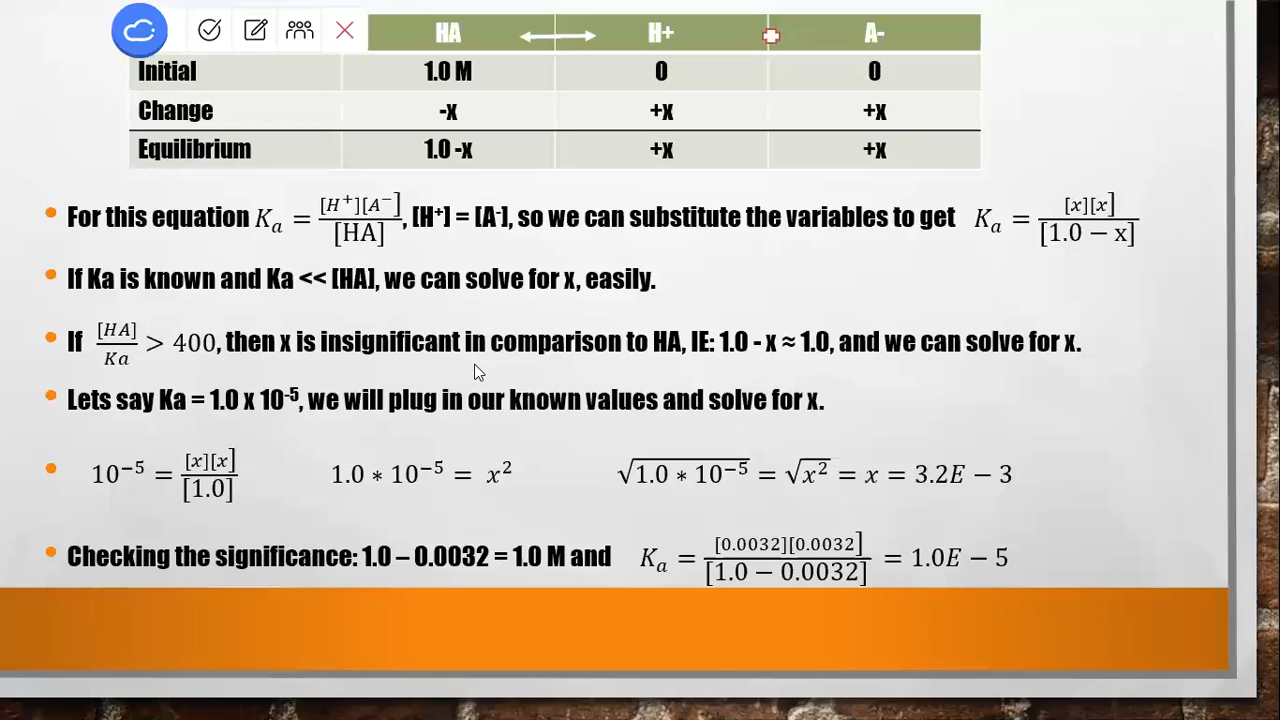 HA H+ A-
Initial 1.0 M 0 0
Change -x +x +x
Equilibrium 1.0 -x +x +x
For this equation K_a = [H⁺][A⁻]/[HA], [H⁺] = [A⁻], so we can substitute the variables to get K_a = [x][x]/[1.0 − x]
If Ka is known and Ka << [HA], we can solve for x, easily.
If [HA]/Ka > 400, then x is insignificant in comparison to HA, IE: 1.0 - x ≈ 1.0, and we can solve for x.
Lets say Ka = 1.0 x 10⁻⁵, we will plug in our known values and solve for x.
10⁻⁵ = [x][x]/[1.0] 1.0 ∗ 10⁻⁵ = x² √(1.0 ∗ 10⁻⁵) = √(x²) = x = 3.2E − 3
Checking the significance: 1.0 – 0.0032 = 1.0 M and K_a = [0.0032][0.0032]/[1.0 − 0.0032] = 1.0E − 5